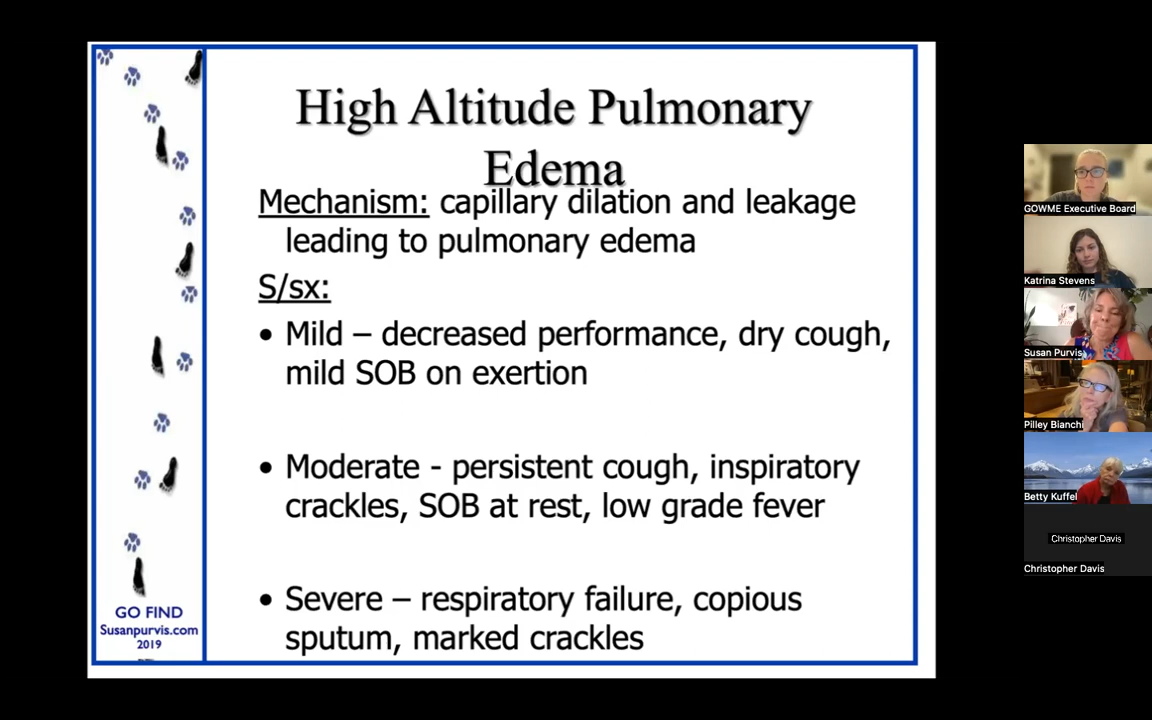 High Altitude Pulmonary
Edema
Mechanism: capillary dilation and leakage
leading to pulmonary edema
S/sx:
• Mild – decreased performance, dry cough,
mild SOB on exertion
• Moderate - persistent cough, inspiratory
crackles, SOB at rest, low grade fever
• Severe – respiratory failure, copious
sputum, marked crackles
GO FIND
Susanpurvis.com
2019
GOWME Executive Board
Katrina Stevens
Susan Purvis
Pilley Bianchi
Betty Kuffel
Christopher Davis
Christopher Davis